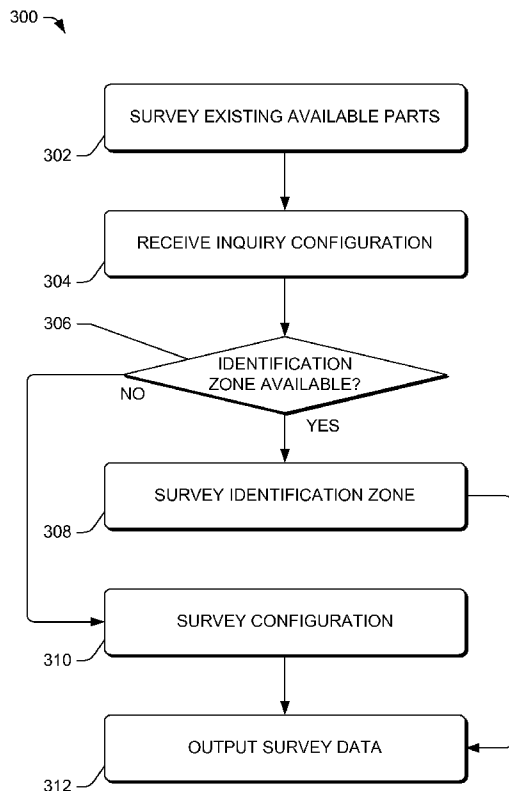 300
SURVEY EXISTING AVAILABLE PARTS
302
RECEIVE INQUIRY CONFIGURATION
304
306
IDENTIFICATION
ZONE AVAILABLE?
NO
YES
SURVEY IDENTIFICATION ZONE
308
SURVEY CONFIGURATION
310
OUTPUT SURVEY DATA
312